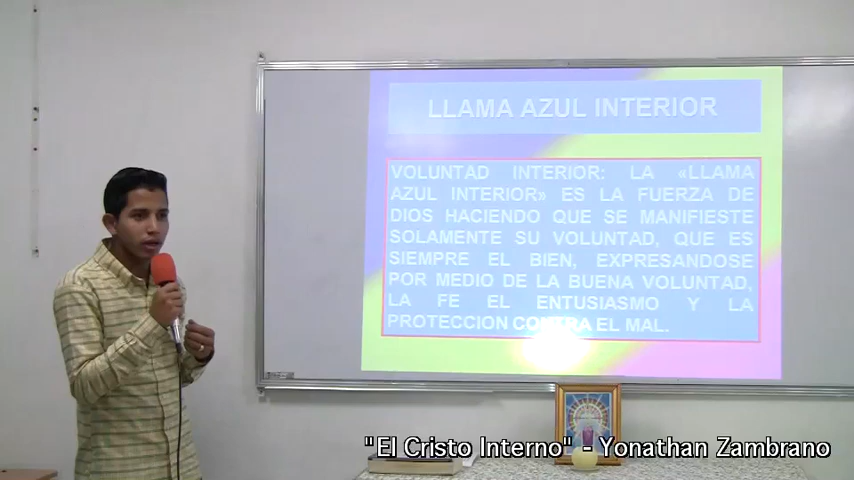 LLAMA AZUL INTERIOR
VOLUNTAD INTERIOR: LA «LLAMA
AZUL INTERIOR» ES LA FUERZA DE
DIOS HACIENDO QUE SE MANIFIESTE
SOLAMENTE SU VOLUNTAD, QUE ES
SIEMPRE EL BIEN, EXPRESANDOSE
POR MEDIO DE LA BUENA VOLUNTAD,
LA FE EL ENTUSIASMO Y LA
PROTECCION CONTRA EL MAL.
"El Cristo Interno" - Yonathan Zambrano